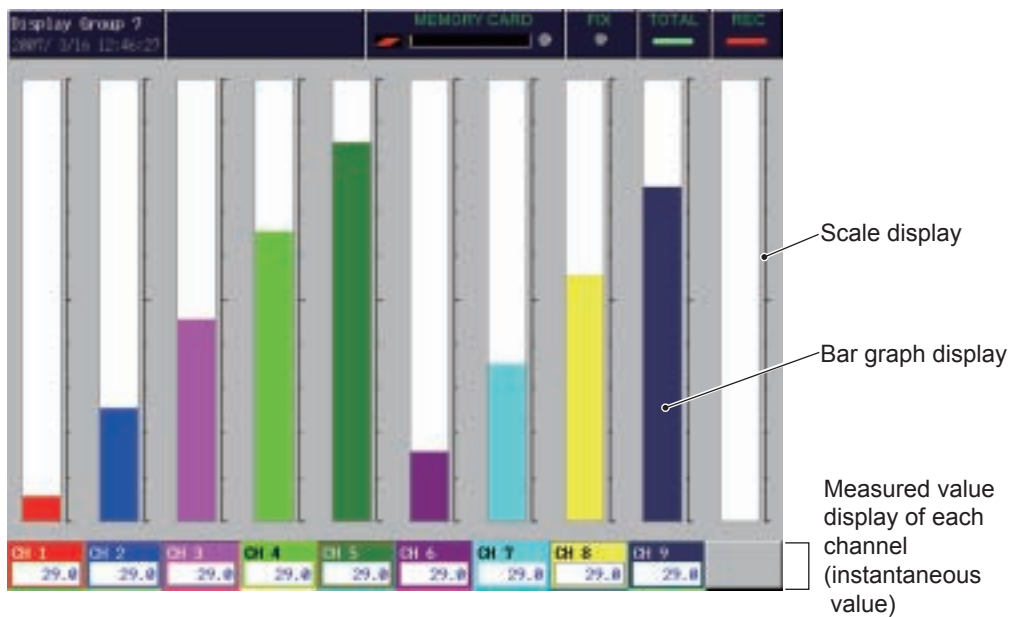 Display Group 7
2007/ 3/16 12:46:27
MEMORY CARD
FIX
TOTAL
REC
Scale display
Bar graph display
Measured value
display of each
channel
(instantaneous
value)
CH 1
CH 2
CH 3
CH 4
CH 5
CH 6
CH 7
CH 8
CH 9
29.0
29.0
29.0
29.0
29.0
29.0
29.0
29.0
29.0